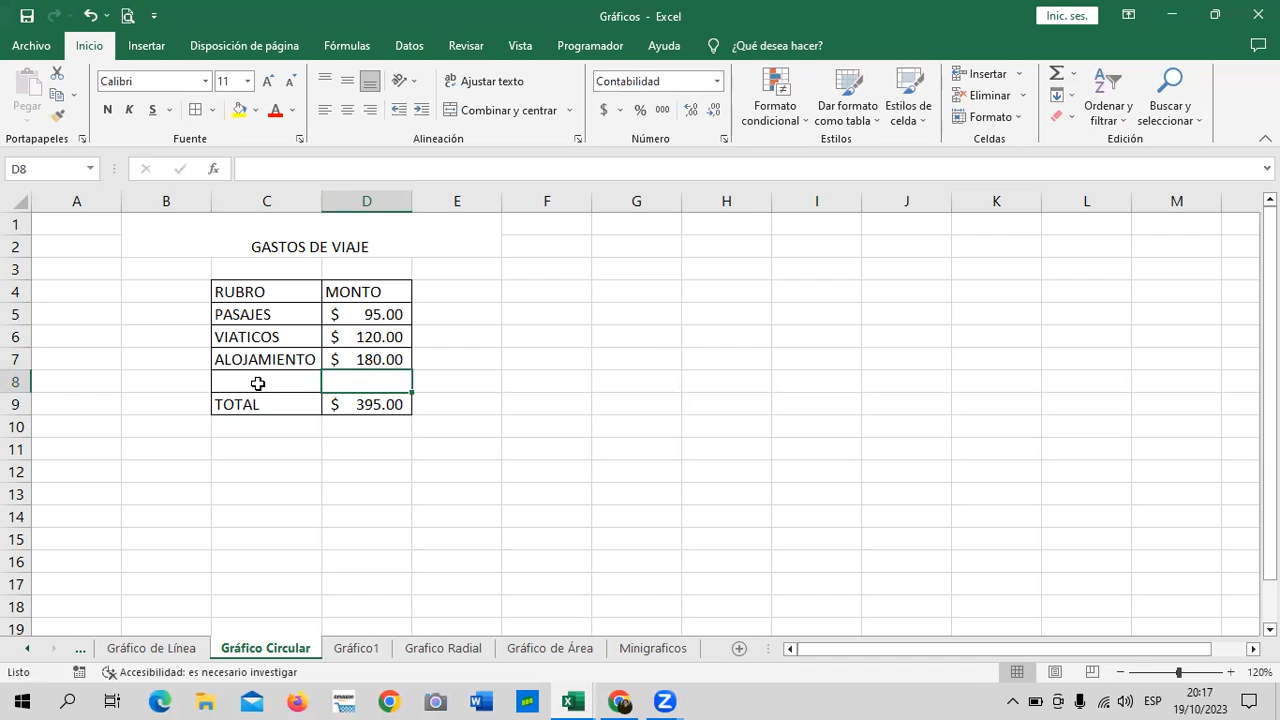 Gráficos - Excel
Inic. ses.
Archivo Inicio Insertar Disposición de página Fórmulas Datos Revisar Vista Programador Ayuda ¿Qué desea hacer?
Pegar
Calibri 11
N K S
Ajustar texto
Combinar y centrar
Contabilidad
$ % 000
Formato condicional
Dar formato como tabla
Estilos de celda
Insertar
Eliminar
Formato
Ordenar y filtrar
Buscar y seleccionar
Portapapeles Fuente Alineación Número Estilos Celdas Edición
D8 fx
A B C D E F G H I J K L M
1
2 GASTOS DE VIAJE
3
4 RUBRO MONTO
5 PASAJES $ 95.00
6 VIATICOS $ 120.00
7 ALOJAMIENTO $ 180.00
8
9 TOTAL $ 395.00
10
11
12
13
14
15
16
17
18
19
... Gráfico de Línea Gráfico Circular Gráfico1 Grafico Radial Gráfico de Área Minigraficos
Listo Accesibilidad: es necesario investigar 120%
ESP 20:17
19/10/2023